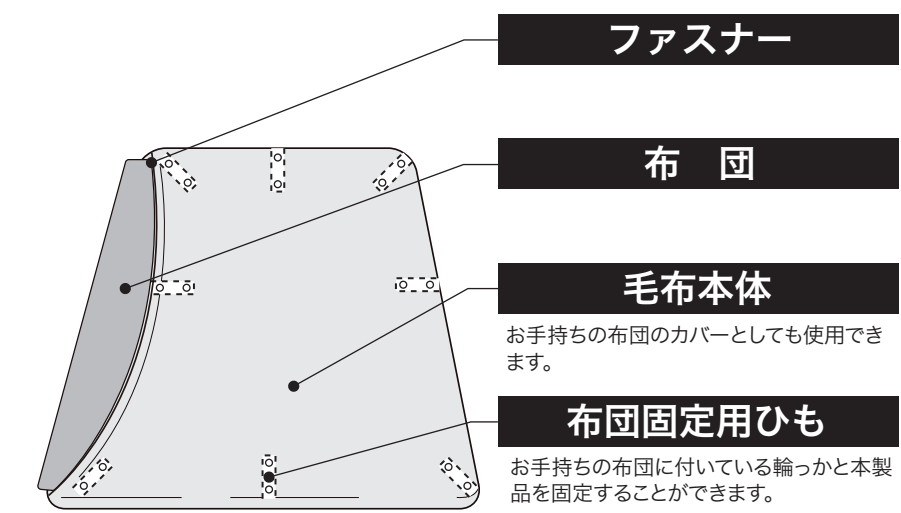 ファスナー
布　団
毛布本体
お手持ちの布団のカバーとしても使用でき
ます。
布団固定用ひも
お手持ちの布団に付いている輪っかと本製
品を固定することができます。